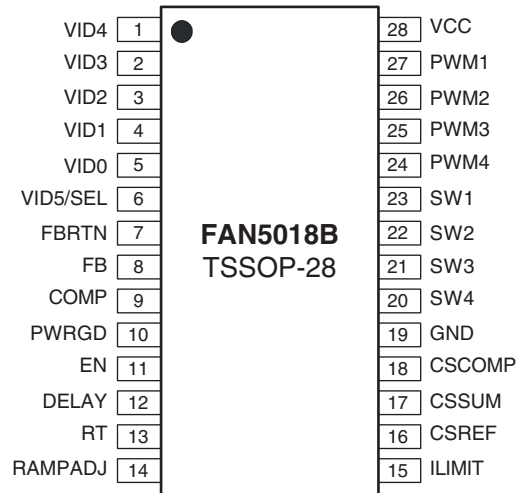 VID4 1 28 VCC
VID3 2 27 PWM1
VID2 3 26 PWM2
VID1 4 25 PWM3
VID0 5 24 PWM4
VID5/SEL 6 23 SW1
FBRTN 7 FAN5018B 22 SW2
FB 8 TSSOP-28 21 SW3
COMP 9 20 SW4
PWRGD 10 19 GND
EN 11 18 CSCOMP
DELAY 12 17 CSSUM
RT 13 16 CSREF
RAMPADJ 14 15 ILIMIT